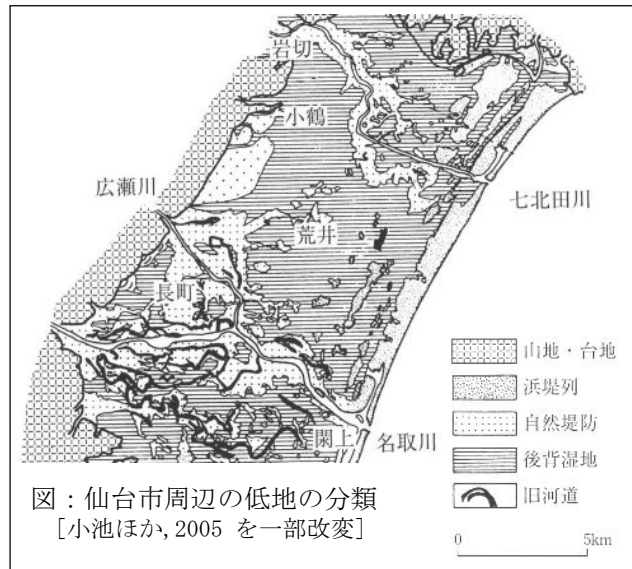 岩切
小鶴
広瀬川
七北田川
荒井
長町
閖上
名取川
山地・台地
浜堤列
自然堤防
後背湿地
旧河道
0 5km
図：仙台市周辺の低地の分類
[小池ほか, 2005 を一部改変]